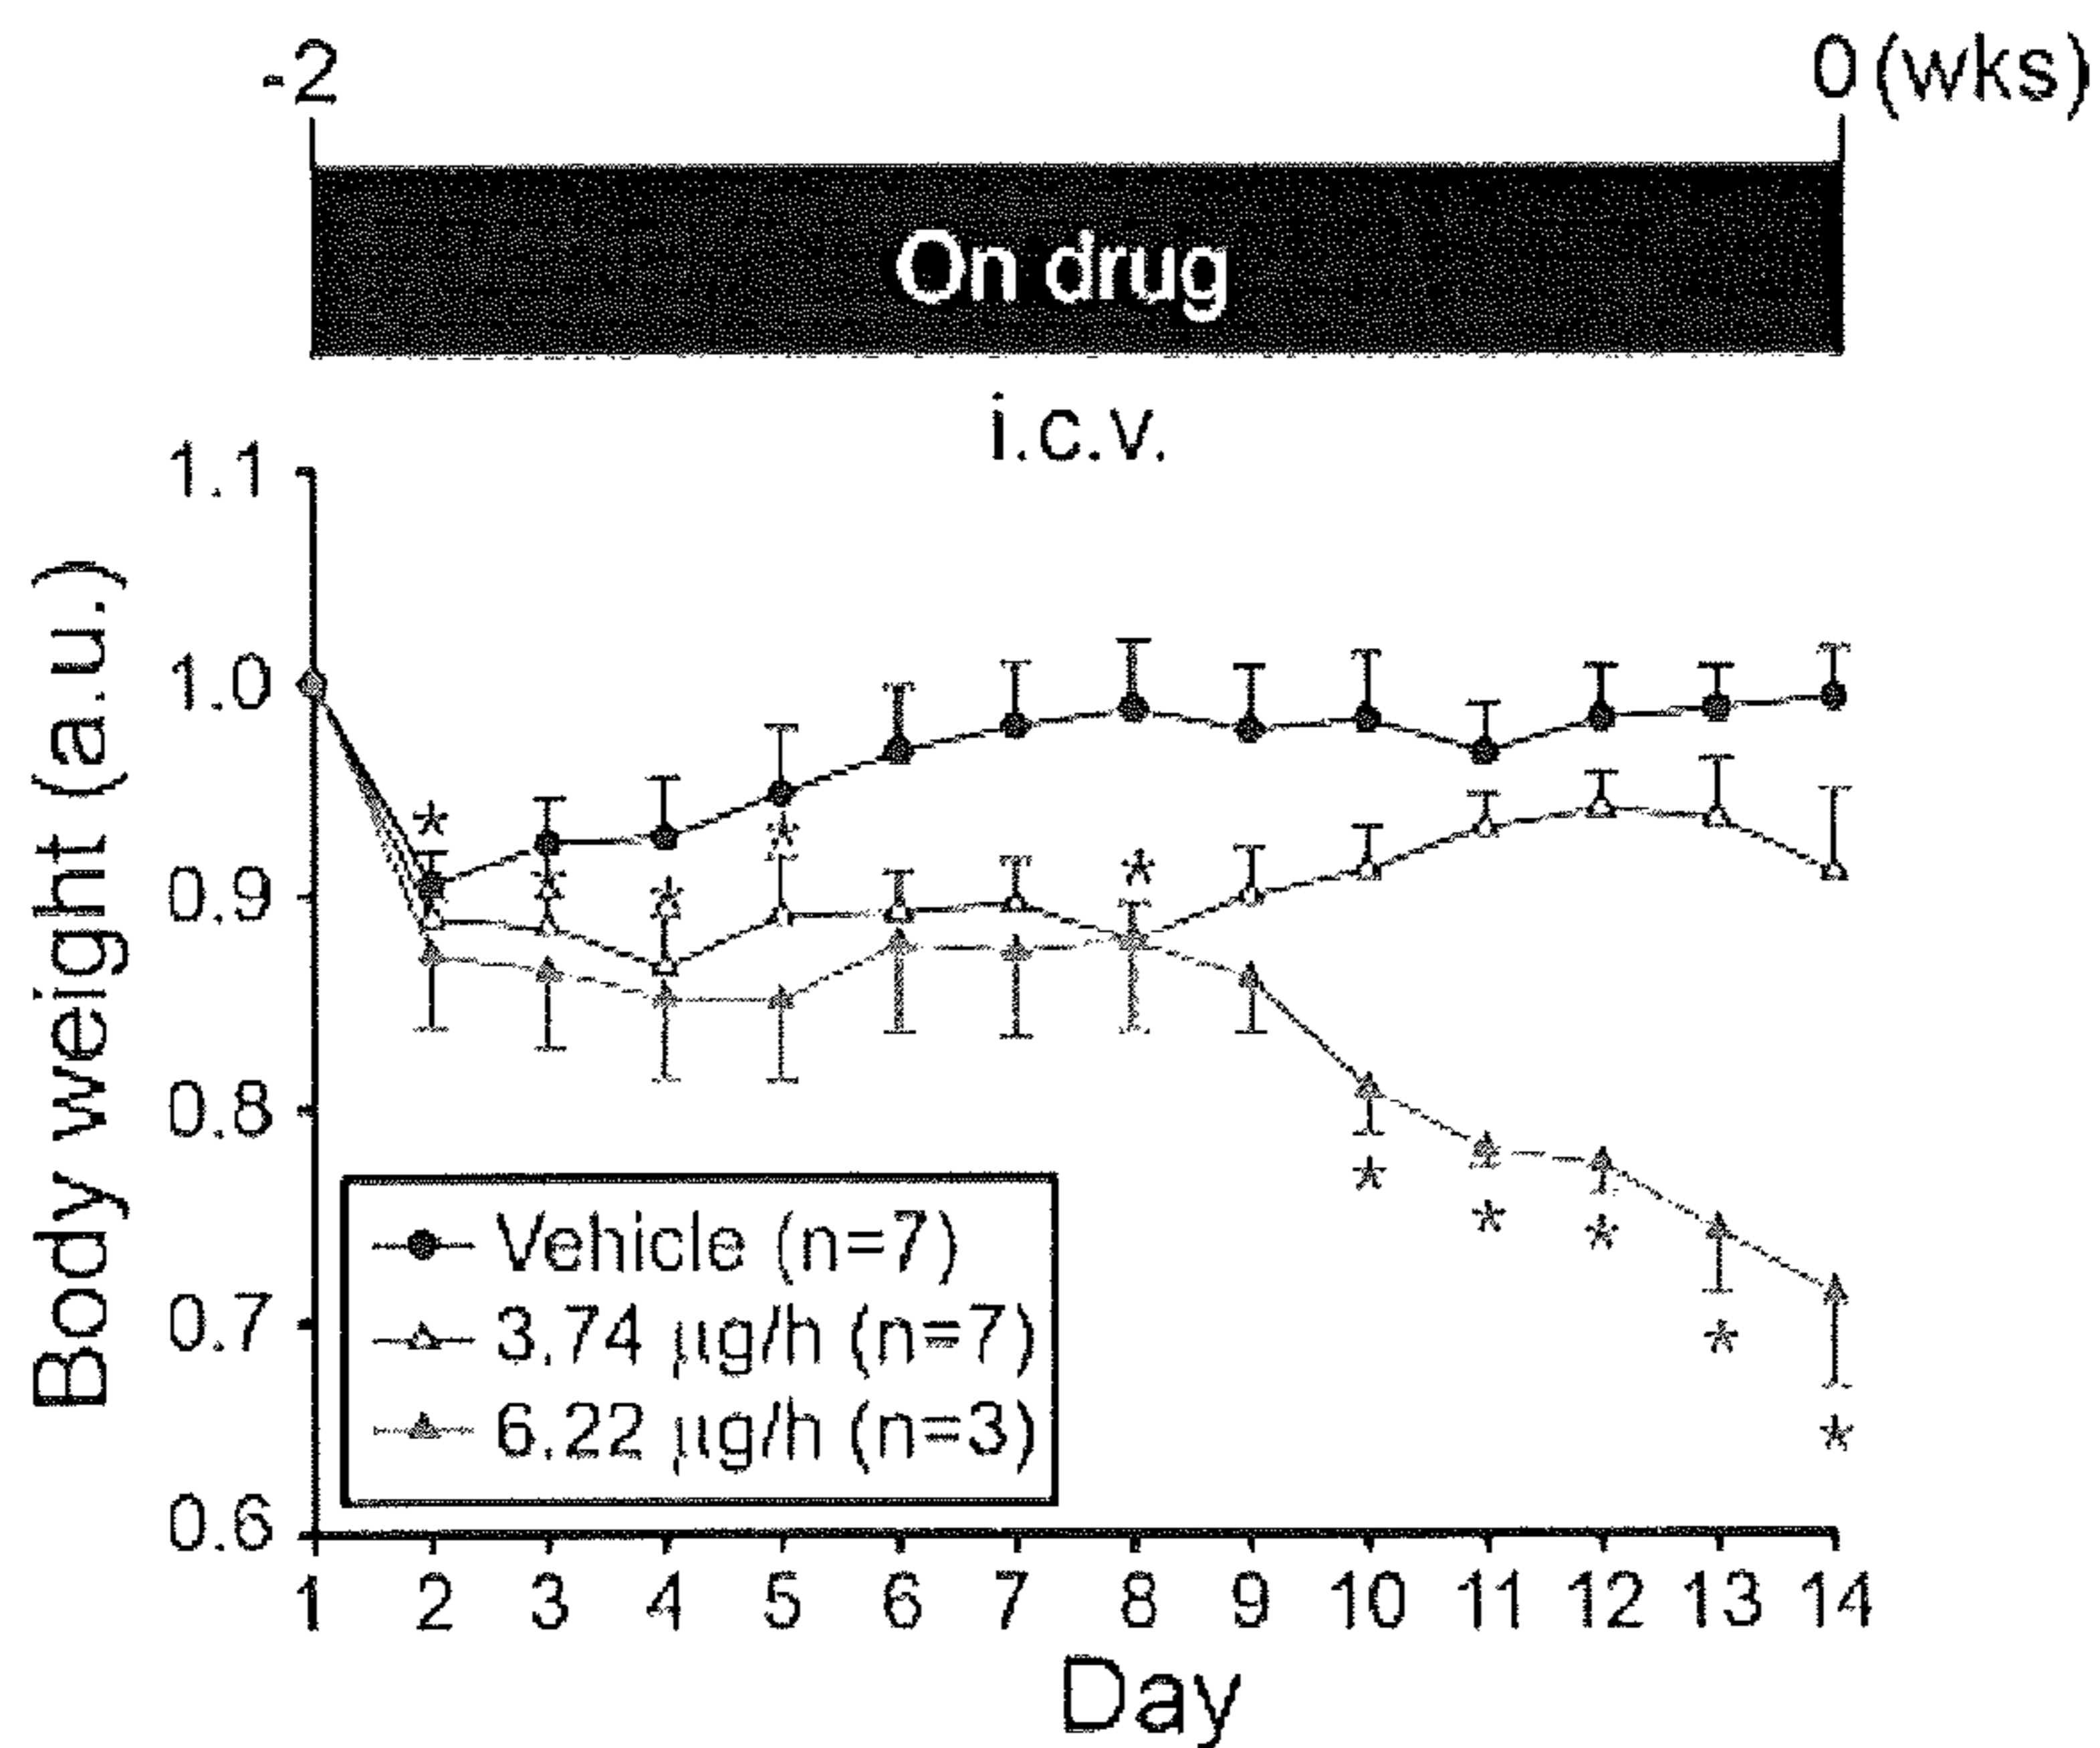 -2
0 (wks)
On drug
i.c.v.
Body weight (a.u.)
1.1
1.0
0.9
0.8
0.7
0.6
*
*
*
*
*
*
*
*
*
*
Vehicle (n=7)
3.74 µg/h (n=7)
6.22 µg/h (n=3)
1 2 3 4 5 6 7 8 9 10 11 12 13 14
Day